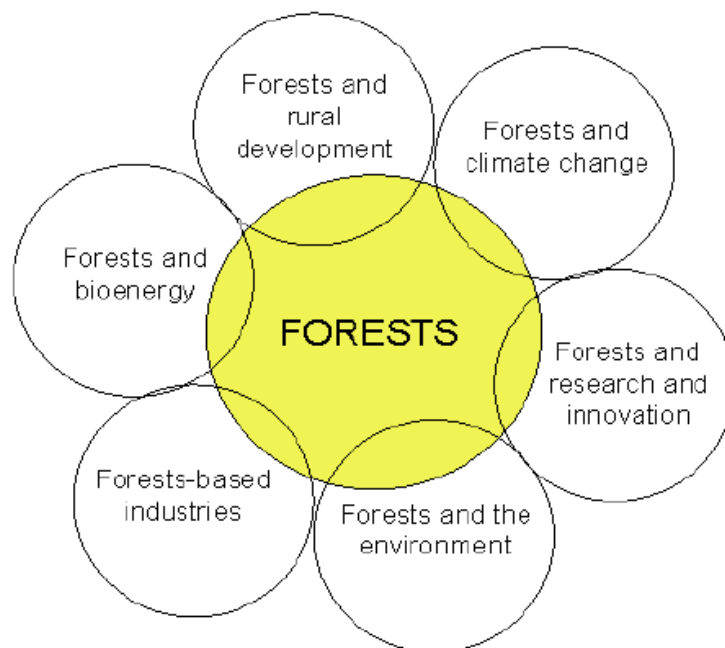 Forests and
rural
development
Forests and
climate change
Forests and
bioenergy
FORESTS
Forests and
research and
innovation
Forests-based
industries
Forests and the
environment